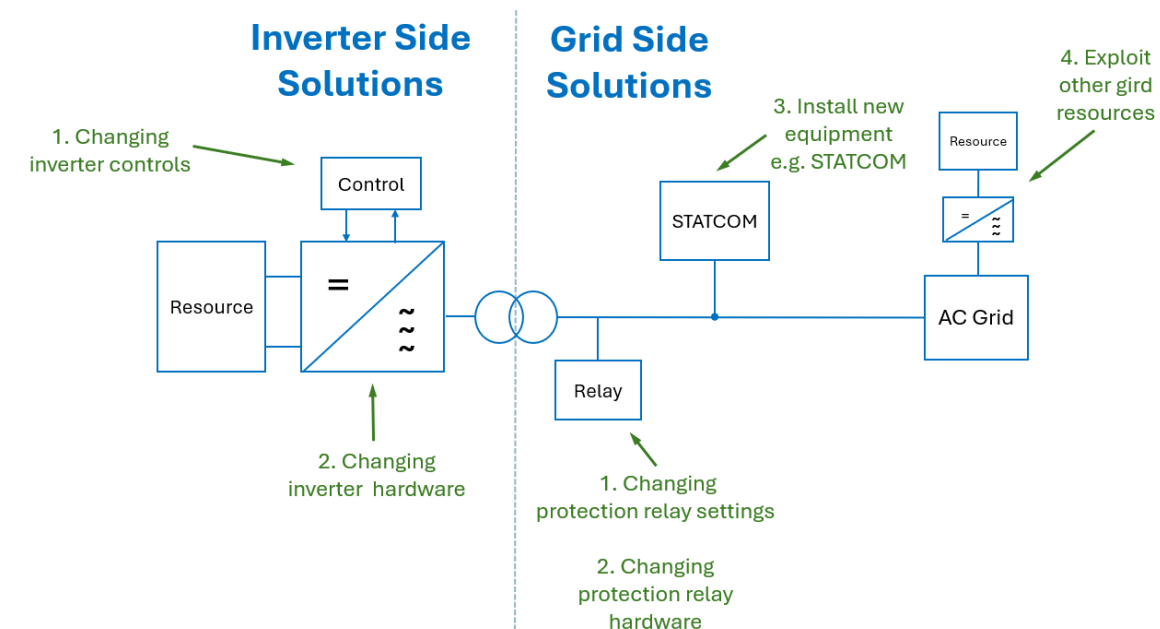 Inverter Side
Solutions
Grid Side
Solutions
1. Changing
inverter controls
Control
Resource
=
~
~
~
2. Changing
inverter hardware
3. Install new
equipment
e.g. STATCOM
STATCOM
4. Exploit
other gird
resources
Resource
=
~
~
~
AC Grid
Relay
1. Changing
protection relay settings
2. Changing
protection relay
hardware